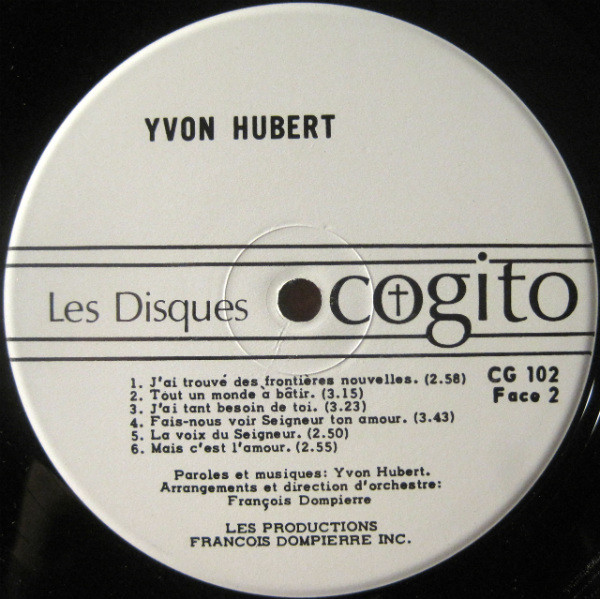 YVON HUBERT
Les Disques cogito
1. J'ai trouvé des frontières nouvelles. (2.58)
2. Tout un monde à bâtir. (3.15)
3. J'ai tant besoin de toi. (3.23)
4. Fais-nous voir Seigneur ton amour. (3.43)
5. La voix du Seigneur. (2.50)
6. Mais c'est l'amour. (2.55)
CG 102
Face 2
Paroles et musiques: Yvon Hubert.
Arrangements et direction d'orchestre:
François Dompierre
LES PRODUCTIONS
FRANCOIS DOMPIERRE INC.